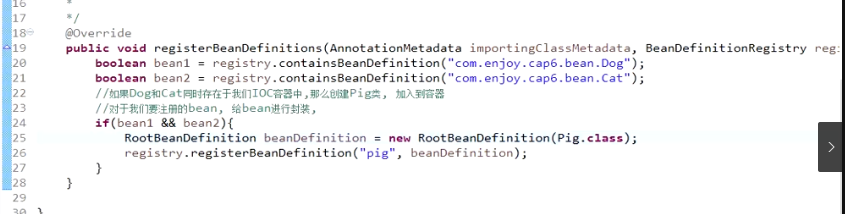 16 *
17 */
18 @Override
19 public void registerBeanDefinitions(AnnotationMetadata importingClassMetadata, BeanDefinitionRegistry regi
20 boolean bean1 = registry.containsBeanDefinition("com.enjoy.cap6.bean.Dog");
21 boolean bean2 = registry.containsBeanDefinition("com.enjoy.cap6.bean.Cat");
22 //如果Dog和Cat同时存在于我们IOC容器中,那么创建Pig类, 加入到容器
23 //对于我们要注册的bean, 给bean进行封装,
24 if(bean1 && bean2){
25 RootBeanDefinition beanDefinition = new RootBeanDefinition(Pig.class);
26 registry.registerBeanDefinition("pig", beanDefinition);
27 }
28 }
29
30 }